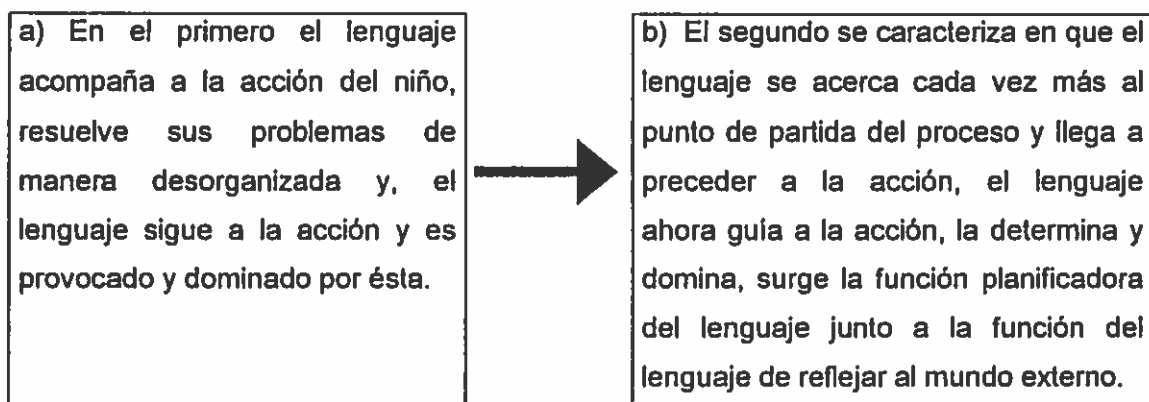 a) En el primero el lenguaje
acompaña a la acción del niño,
resuelve sus problemas de
manera desorganizada y, el
lenguaje sigue a la acción y es
provocado y dominado por ésta.
b) El segundo se caracteriza en que el
lenguaje se acerca cada vez más al
punto de partida del proceso y llega a
preceder a la acción, el lenguaje
ahora guía a la acción, la determina y
domina, surge la función planificadora
del lenguaje junto a la función del
lenguaje de reflejar al mundo externo.